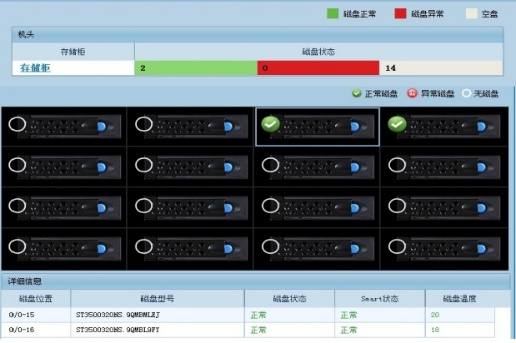 磁盘正常 磁盘异常 空盘
机头
存储柜 磁盘状态
存储柜 2 0 14
正常磁盘 异常磁盘 无磁盘
详细信息
磁盘位置 磁盘型号 磁盘状态 Smart状态 磁盘温度
0/0-15 ST3500320NS. 9QMBMLEJ 正常 正常 20
0/0-16 ST3500320NS. 9QMBL9FY 正常 正常 18